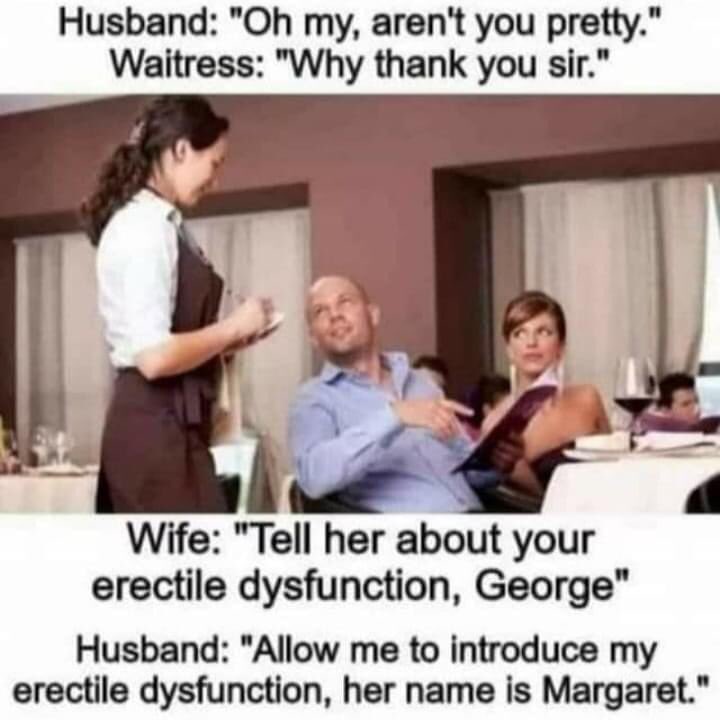 Husband: "Oh my, aren't you pretty."
Waitress: "Why thank you sir."
Wife: "Tell her about your
erectile dysfunction, George"
Husband: "Allow me to introduce my
erectile dysfunction, her name is Margaret."